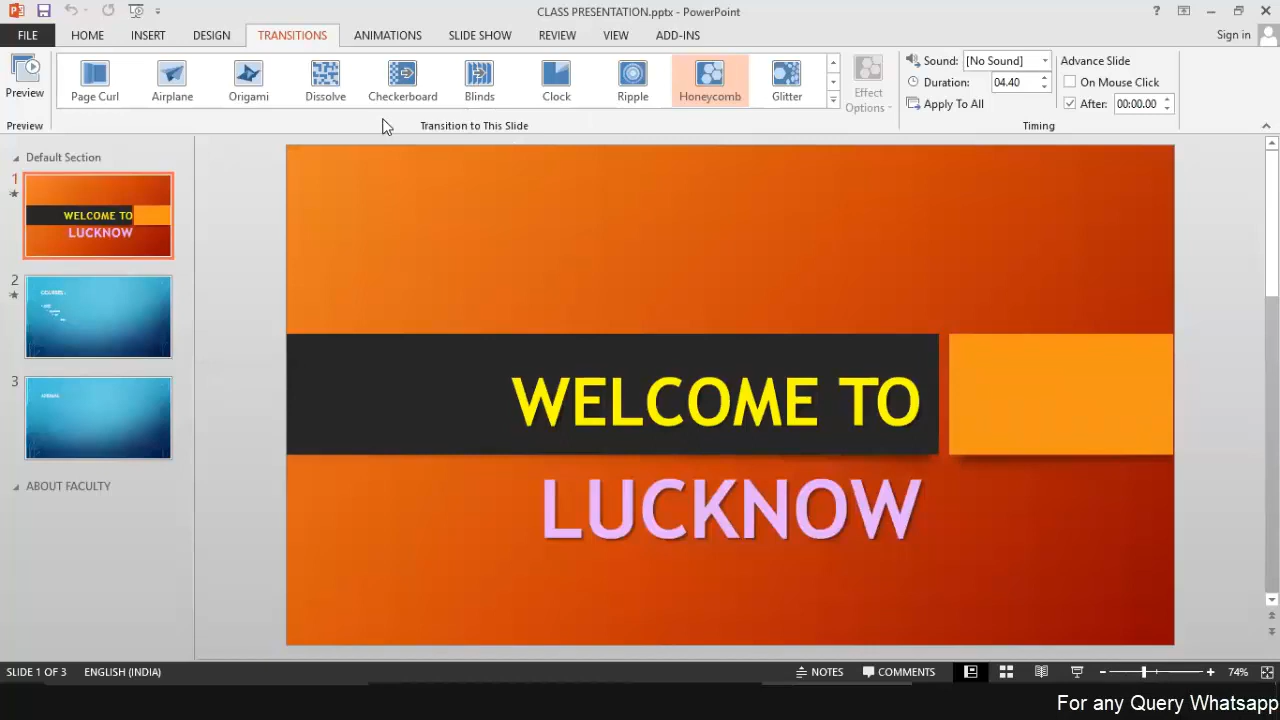 CLASS PRESENTATION.pptx - PowerPoint
FILE HOME INSERT DESIGN TRANSITIONS ANIMATIONS SLIDE SHOW REVIEW VIEW ADD-INS Sign in
Preview
Page Curl Airplane Origami Dissolve Checkerboard Blinds Clock Ripple Honeycomb Glitter
Effect
Options
Sound: [No Sound]
Duration: 04.40
Apply To All
Advance Slide
On Mouse Click
After: 00:00.00
Preview Transition to This Slide Timing
Default Section
1
WELCOME TO
LUCKNOW
2
3
ABOUT FACULTY
WELCOME TO
LUCKNOW
SLIDE 1 OF 3 ENGLISH (INDIA) NOTES COMMENTS 74%
For any Query Whatsapp